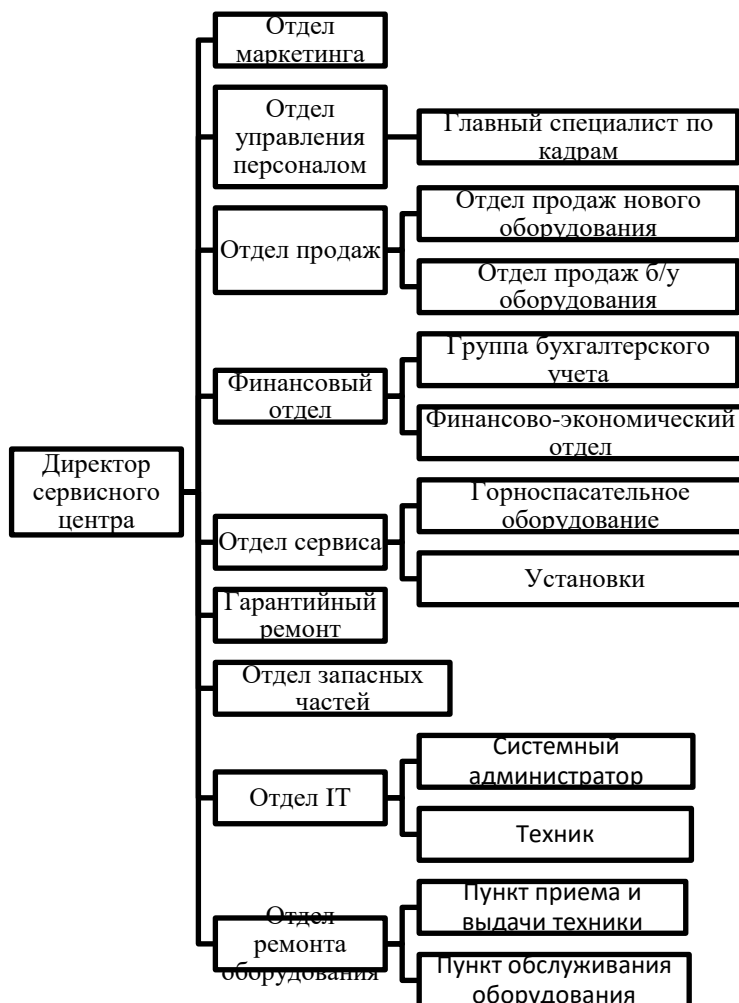 Отдел
маркетинга
Отдел
управления
персоналом
Главный специалист по
кадрам
Отдел продаж
Отдел продаж нового
оборудования
Отдел продаж б/у
оборудования
Финансовый
отдел
Группа бухгалтерского
учета
Финансово-экономический
отдел
Директор
сервисного
центра
Отдел сервиса
Горноспасательное
оборудование
Установки
Гарантийный
ремонт
Отдел запасных
частей
Отдел IT
Системный
администратор
Техник
Отдел
ремонта
оборудования
Пункт приема и
выдачи техники
Пункт обслуживания
оборудования